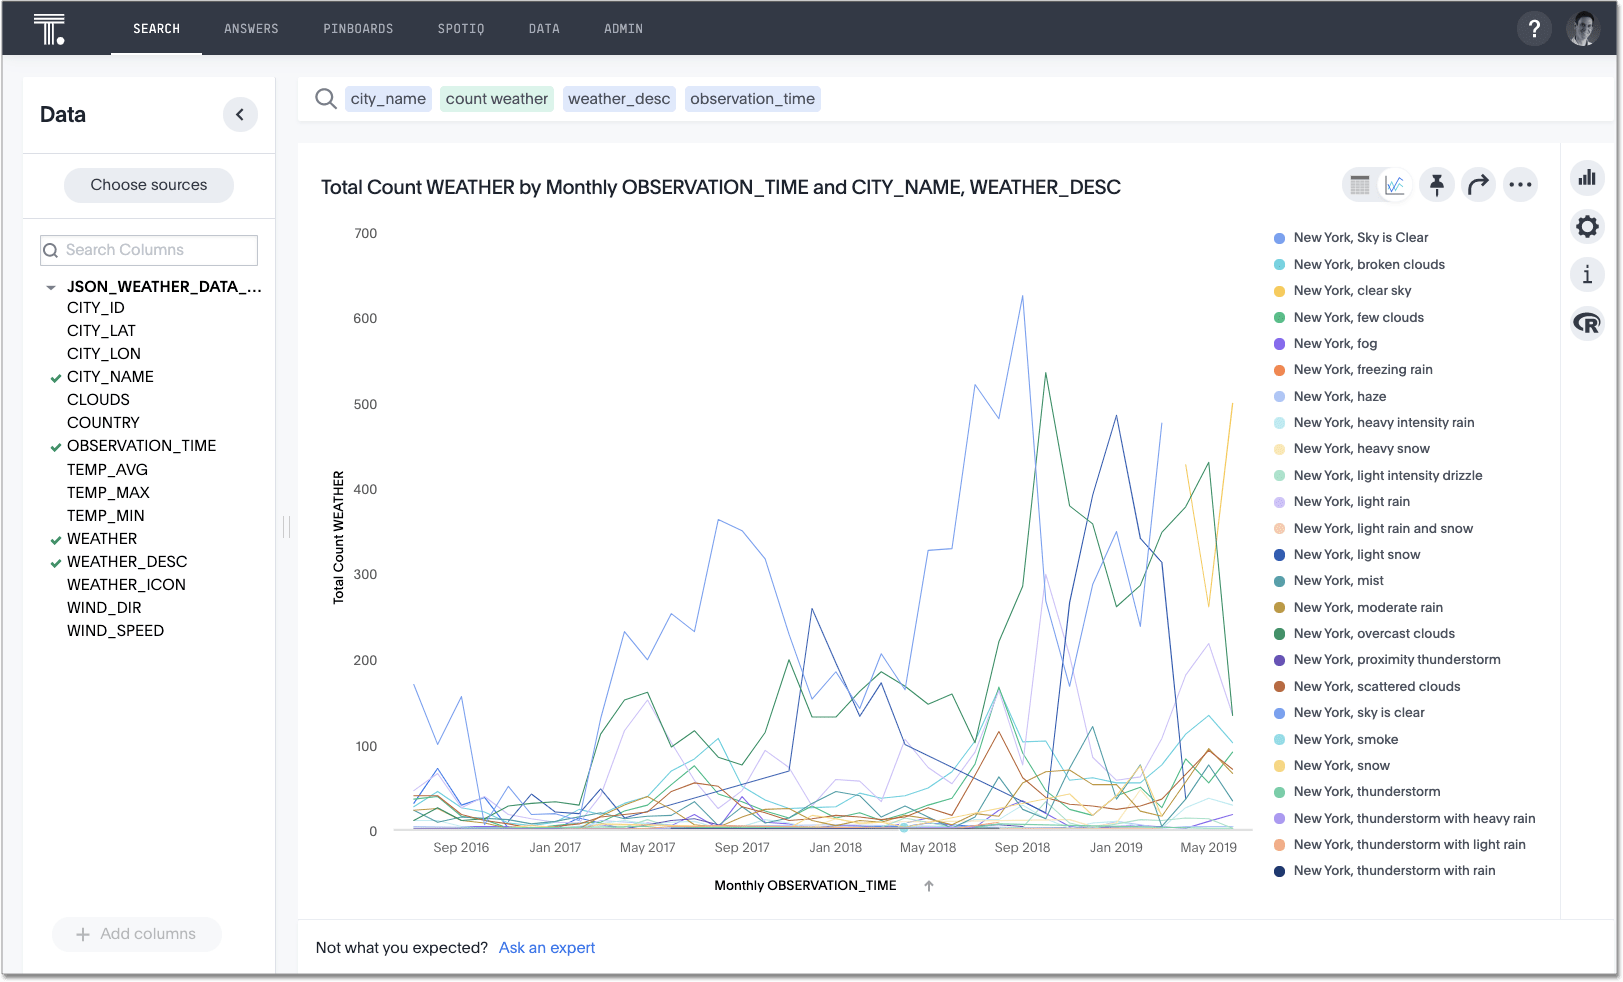 T.
SEARCH
ANSWERS
PINBOARDS
SPOTIQ
DATA
ADMIN
?
Data
Choose sources
Search Columns
JSON_WEATHER_DATA_...
CITY_ID
CITY_LAT
CITY_LON
CITY_NAME
CLOUDS
COUNTRY
OBSERVATION_TIME
TEMP_AVG
TEMP_MAX
TEMP_MIN
WEATHER
WEATHER_DESC
WEATHER_ICON
WIND_DIR
WIND_SPEED
+ Add columns
city_name count weather weather_desc observation_time
Total Count WEATHER by Monthly OBSERVATION_TIME and CITY_NAME, WEATHER_DESC
Total Count WEATHER
700
600
500
400
300
200
100
0
Sep 2016 Jan 2017 May 2017 Sep 2017 Jan 2018 May 2018 Sep 2018 Jan 2019 May 2019
Monthly OBSERVATION_TIME
New York, Sky is Clear
New York, broken clouds
New York, clear sky
New York, few clouds
New York, fog
New York, freezing rain
New York, haze
New York, heavy intensity rain
New York, heavy snow
New York, light intensity drizzle
New York, light rain
New York, light rain and snow
New York, light snow
New York, mist
New York, moderate rain
New York, overcast clouds
New York, proximity thunderstorm
New York, scattered clouds
New York, sky is clear
New York, smoke
New York, snow
New York, thunderstorm
New York, thunderstorm with heavy rain
New York, thunderstorm with light rain
New York, thunderstorm with rain
i
R
Not what you expected? Ask an expert